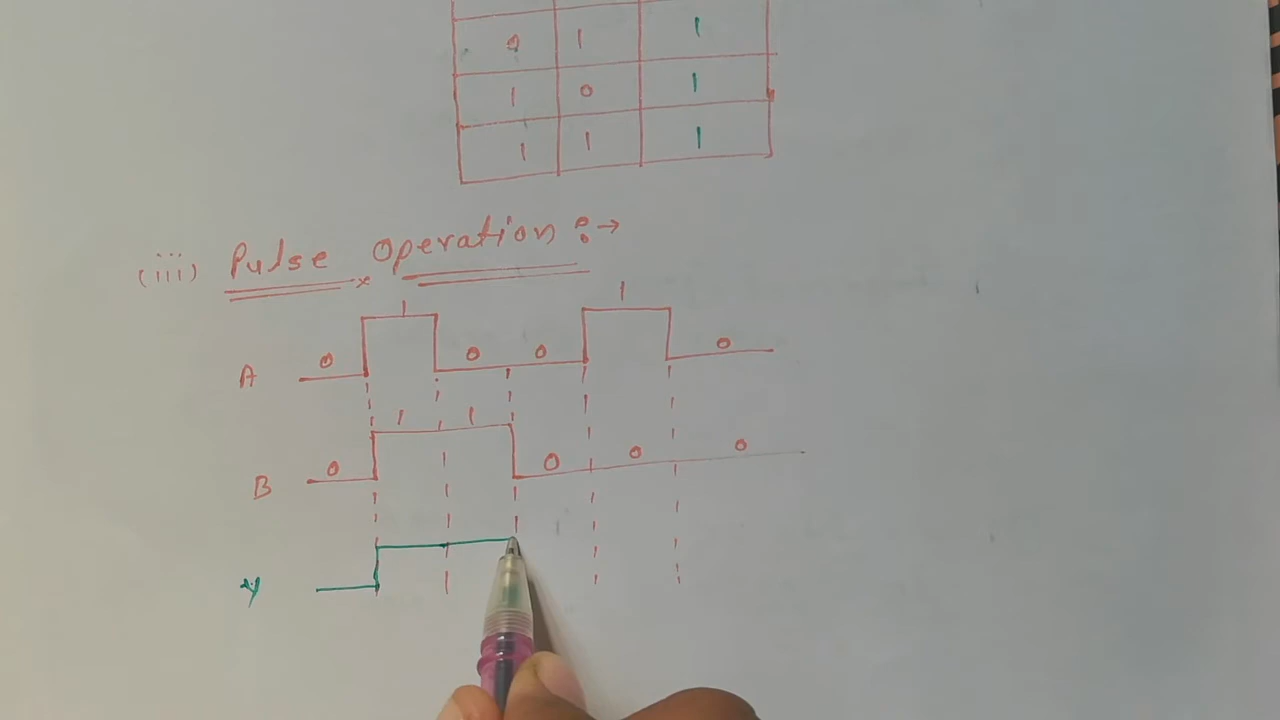 0 1 1
1 0 1
1 1 1
(iii) Pulse Operation :→
1 1
0 0 0 0
A
1 1
0 0 0 0
B
y